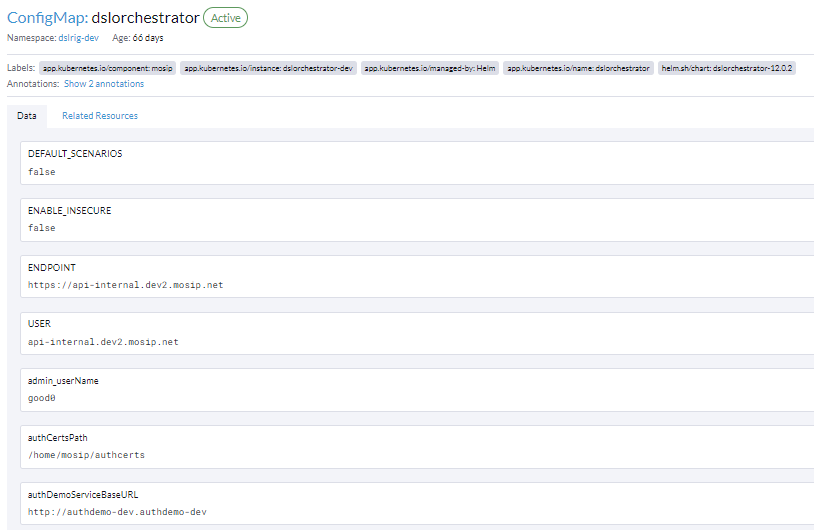 ConfigMap: dslorchestrator Active
Namespace: dslrig-dev Age: 66 days
Labels: app.kubernetes.io/component: mosip app.kubernetes.io/instance: dslorchestrator-dev app.kubernetes.io/managed-by: Helm app.kubernetes.io/name: dslorchestrator helm.sh/chart: dslorchestrator-12.0.2
Annotations: Show 2 annotations
Data Related Resources
DEFAULT_SCENARIOS
false
ENABLE_INSECURE
false
ENDPOINT
https://api-internal.dev2.mosip.net
USER
api-internal.dev2.mosip.net
admin_userName
good0
authCertsPath
/home/mosip/authcerts
authDemoServiceBaseURL
http://authdemo-dev.authdemo-dev